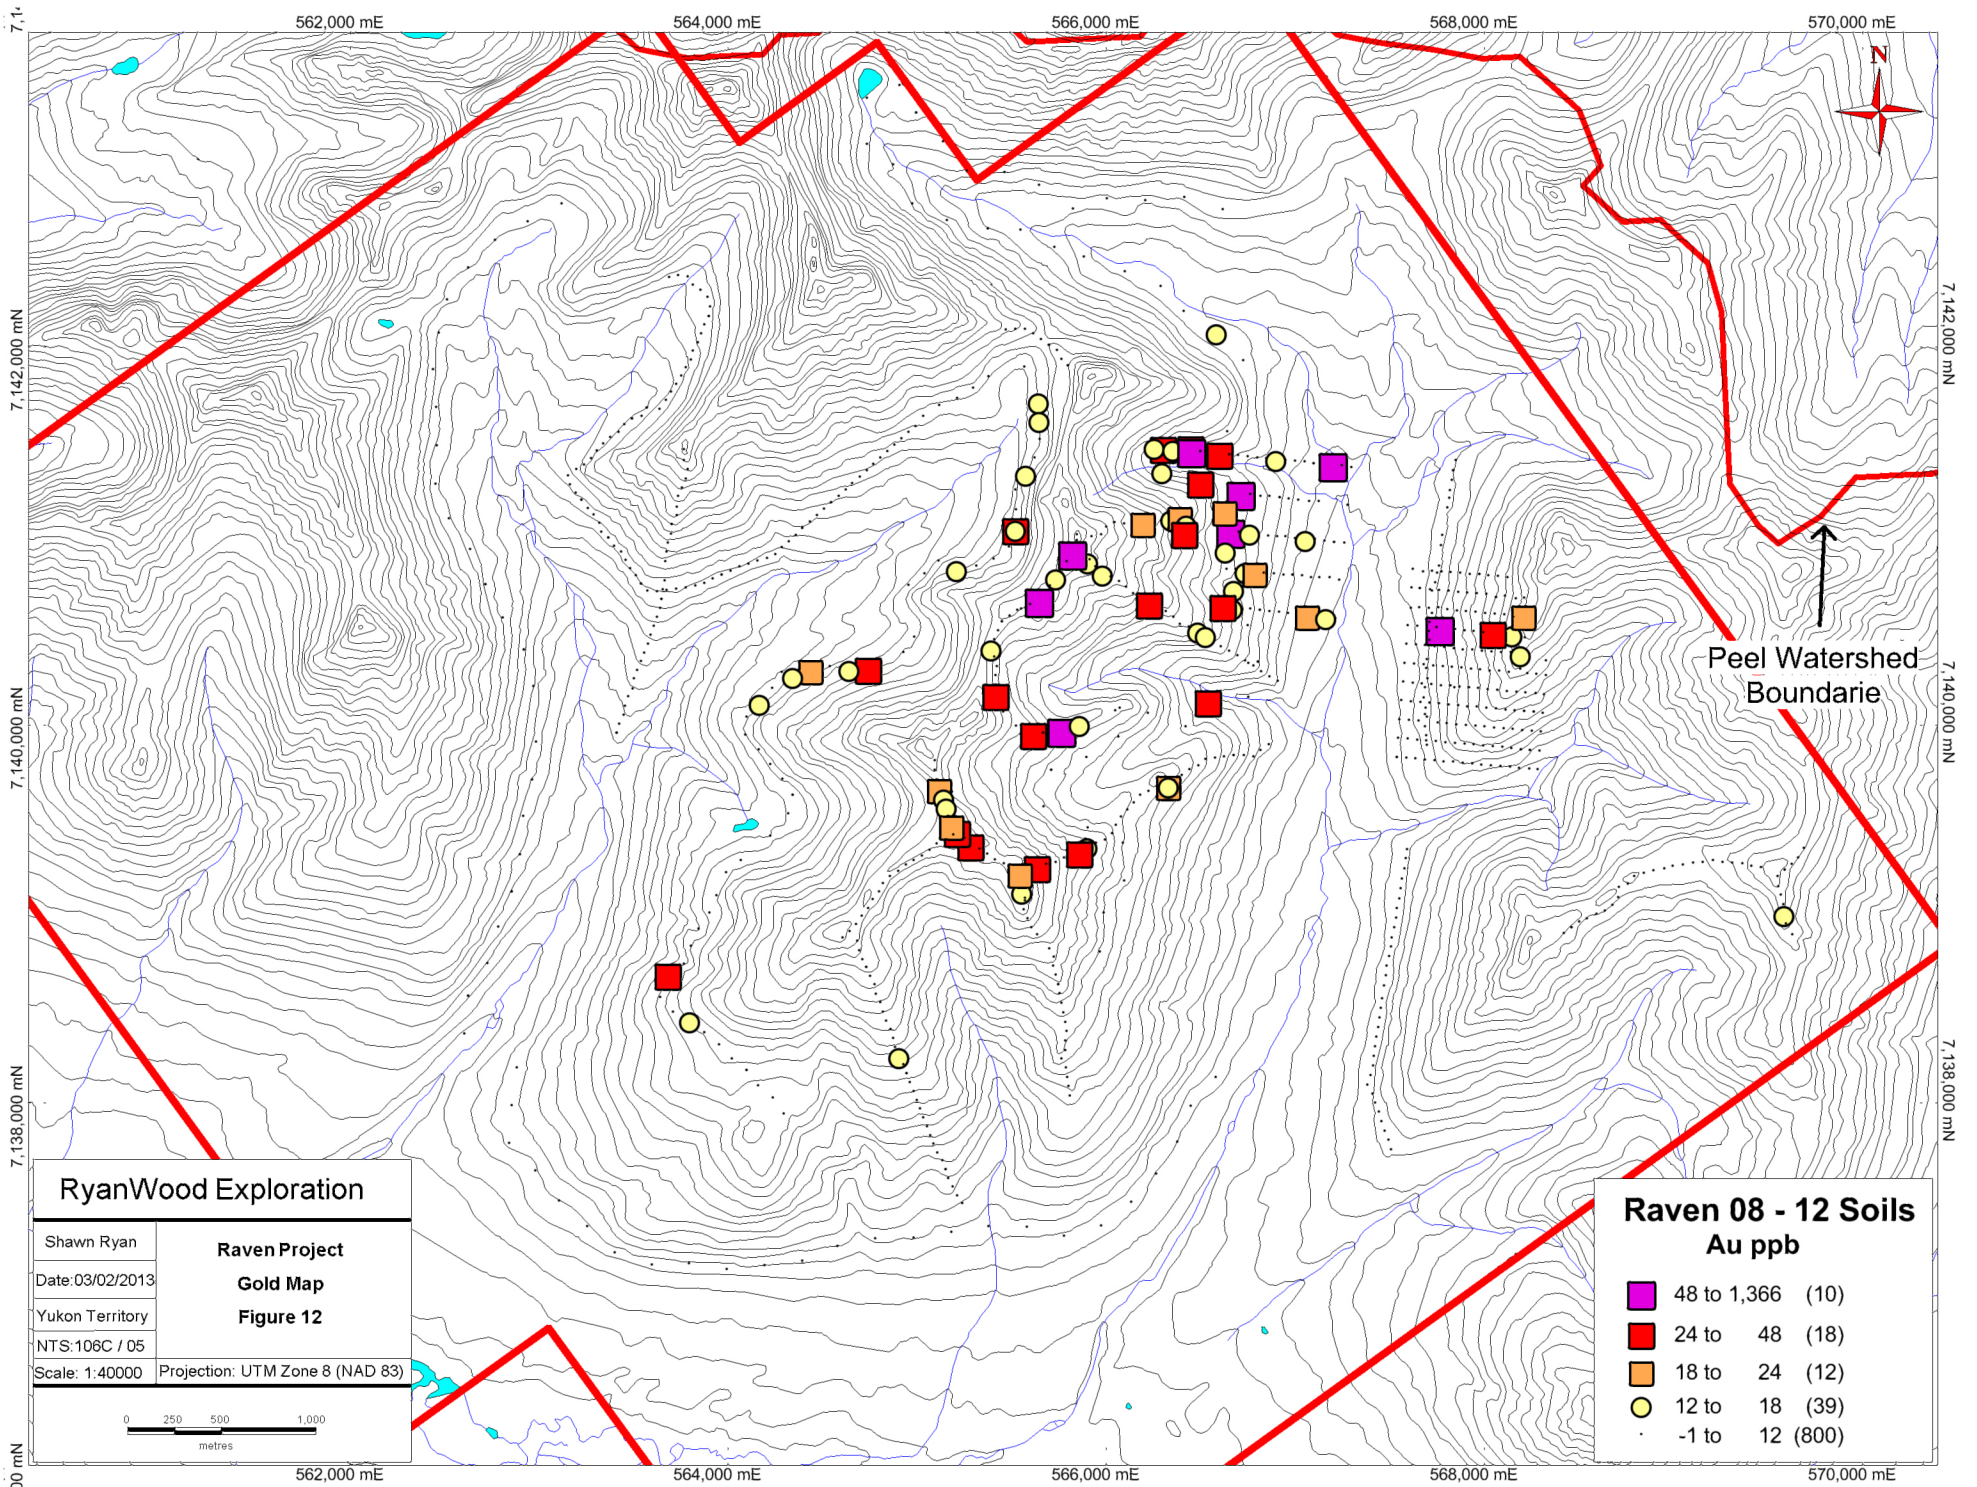 562,000 mE
564,000 mE
566,000 mE
568,000 mE
570,000 mE
N
7,142,000 mN
7,142,000 mN
Peel Watershed
Boundarie
7,140,000 mN
7,140,000 mN
7,138,000 mN
7,138,000 mN
RyanWood Exploration
Shawn Ryan
Date:03/02/2013
Yukon Territory
NTS:106C / 05
Scale: 1:40000
Raven Project
Gold Map
Figure 12
Projection: UTM Zone 8 (NAD 83)
0 250 500 1,000
metres
Raven 08 - 12 Soils
Au ppb
48 to 1,366 (10)
24 to 48 (18)
18 to 24 (12)
12 to 18 (39)
-1 to 12 (800)
00 mN
562,000 mE
564,000 mE
566,000 mE
568,000 mE
570,000 mE